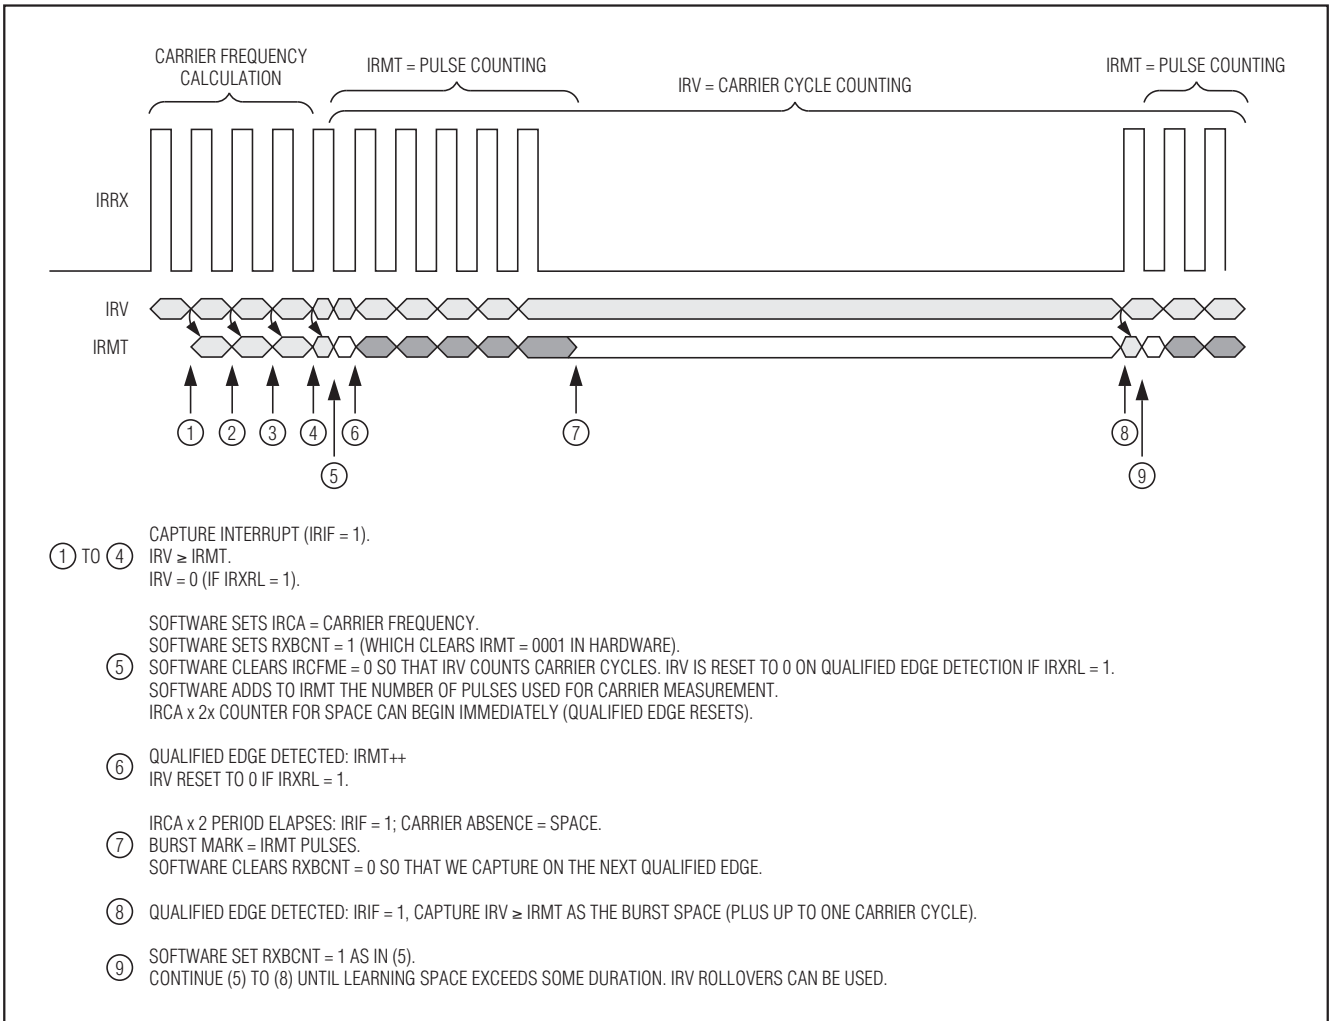 CARRIER FREQUENCY
CALCULATION
IRMT = PULSE COUNTING
IRV = CARRIER CYCLE COUNTING
IRMT = PULSE COUNTING
IRRX
IRV
IRMT
1
2
3
4
6
7
8
5
9
1 TO 4
CAPTURE INTERRUPT (IRIF = 1).
IRV ≥ IRMT.
IRV = 0 (IF IRXRL = 1).
5
SOFTWARE SETS IRCA = CARRIER FREQUENCY.
SOFTWARE SETS RXBCNT = 1 (WHICH CLEARS IRMT = 0001 IN HARDWARE).
SOFTWARE CLEARS IRCFME = 0 SO THAT IRV COUNTS CARRIER CYCLES. IRV IS RESET TO 0 ON QUALIFIED EDGE DETECTION IF IRXRL = 1.
SOFTWARE ADDS TO IRMT THE NUMBER OF PULSES USED FOR CARRIER MEASUREMENT.
IRCA x 2x COUNTER FOR SPACE CAN BEGIN IMMEDIATELY (QUALIFIED EDGE RESETS).
6
QUALIFIED EDGE DETECTED: IRMT++
IRV RESET TO 0 IF IRXRL = 1.
7
IRCA x 2 PERIOD ELAPSES: IRIF = 1; CARRIER ABSENCE = SPACE.
BURST MARK = IRMT PULSES.
SOFTWARE CLEARS RXBCNT = 0 SO THAT WE CAPTURE ON THE NEXT QUALIFIED EDGE.
8
QUALIFIED EDGE DETECTED: IRIF = 1, CAPTURE IRV ≥ IRMT AS THE BURST SPACE (PLUS UP TO ONE CARRIER CYCLE).
9
SOFTWARE SET RXBCNT = 1 AS IN (5).
CONTINUE (5) TO (8) UNTIL LEARNING SPACE EXCEEDS SOME DURATION. IRV ROLLOVERS CAN BE USED.